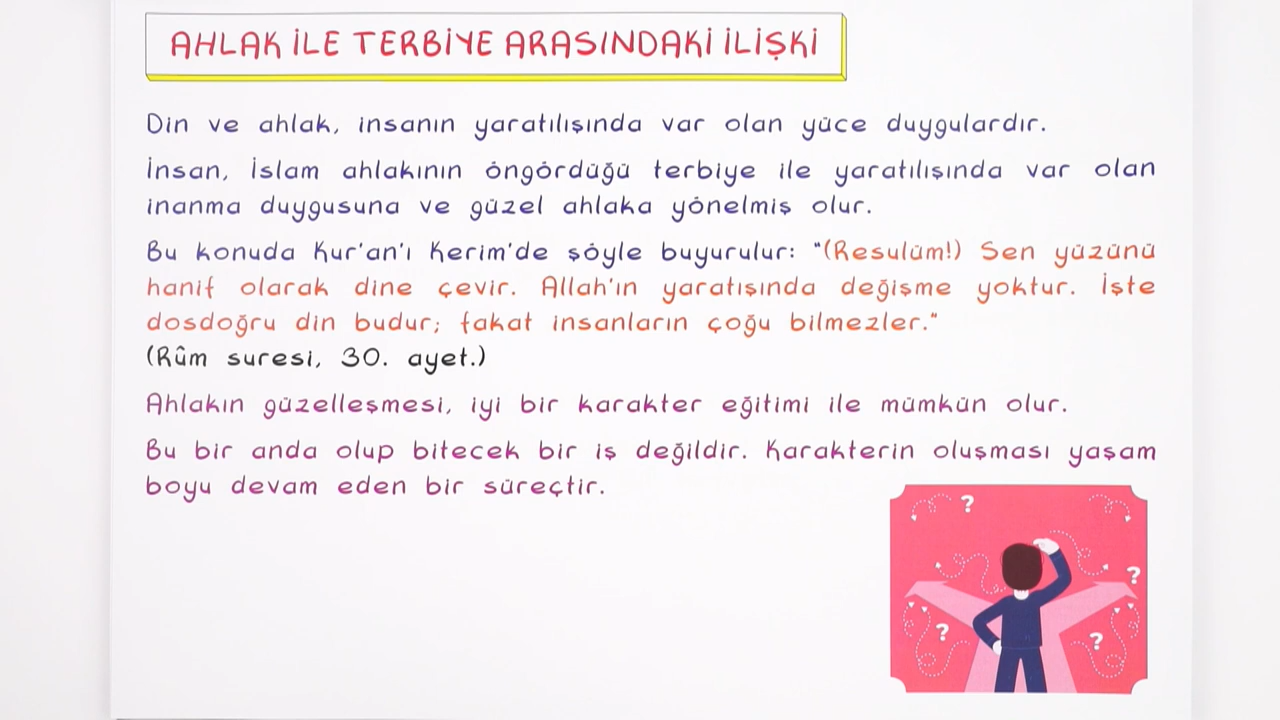 AHLAK İLE TERBİYE ARASINDAKİ İLİŞKİ
Din ve ahlak, insanın yaratılışında var olan yüce duygulardır.
İnsan, İslam ahlakının öngördüğü terbiye ile yaratılışında var olan
inanma duygusuna ve güzel ahlaka yönelmiş olur.
Bu konuda Kur'an'ı Kerim'de şöyle buyurulur: "(Resulüm!) Sen yüzünü
hanif olarak dine çevir. Allah'ın yaratışında değişme yoktur. İşte
dosdoğru din budur; fakat insanların çoğu bilmezler."
(Rûm suresi, 30. ayet.)
Ahlakın güzelleşmesi, iyi bir karakter eğitimi ile mümkün olur.
Bu bir anda olup bitecek bir iş değildir. Karakterin oluşması yaşam
boyu devam eden bir süreçtir.
?
?
?
?